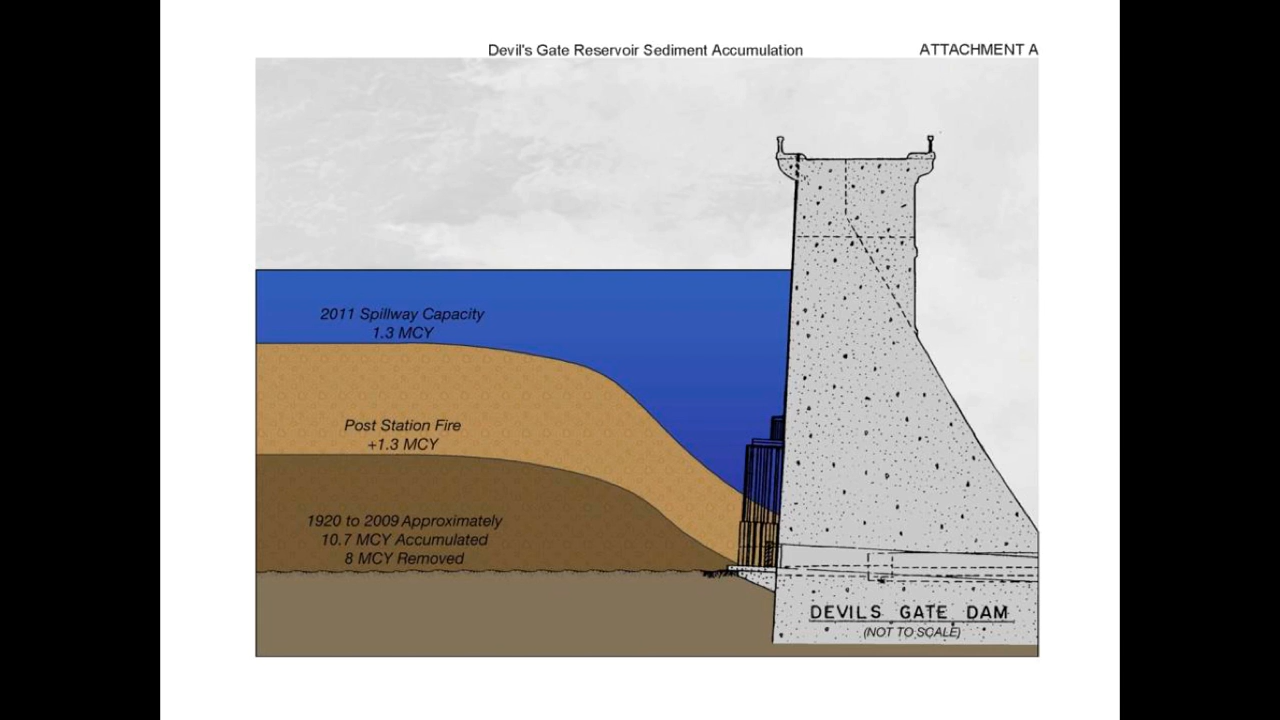 Devil's Gate Reservoir Sediment Accumulation
ATTACHMENT A
2011 Spillway Capacity
1.3 MCY
Post Station Fire
+1.3 MCY
1920 to 2009 Approximately
10.7 MCY Accumulated
8 MCY Removed
DEVILS GATE DAM
(NOT TO SCALE)